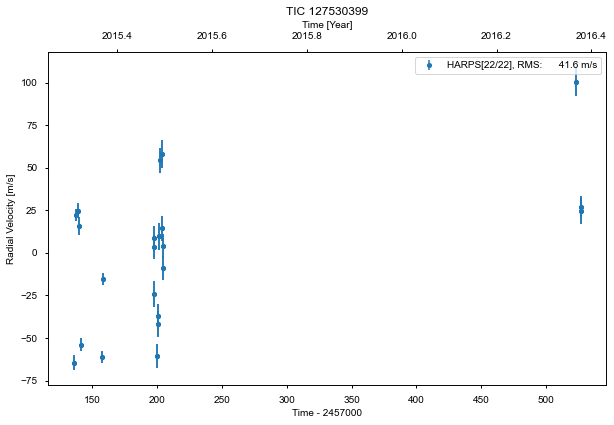 TIC 127530399
Time [Year]
2015.4 2015.6 2015.8 2016.0 2016.2 2016.4
HARPS[22/22], RMS: 41.6 m/s
Radial Velocity [m/s]
100
75
50
25
0
−25
−50
−75
150 200 250 300 350 400 450 500
Time - 2457000